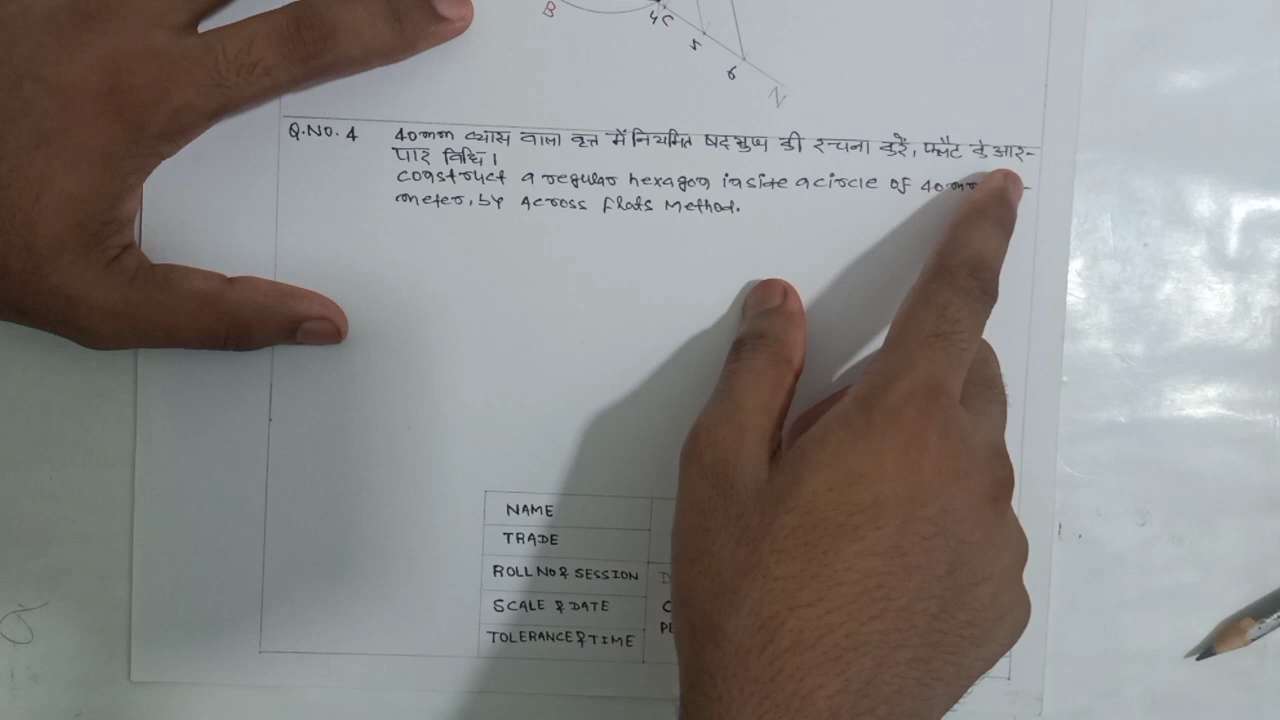 B
4C
5
6
N
Q.NO. 4 40mm व्यास वाला वृत्त में नियमित षटभुज की रचना करें, फ्लैट के आर-
पार विधि।
construct a regular hexagon inside a circle of 40mm
meter, by Across flats Method.
NAME
TRADE
ROLL NO & SESSION
SCALE & DATE
TOLERANCE & TIME